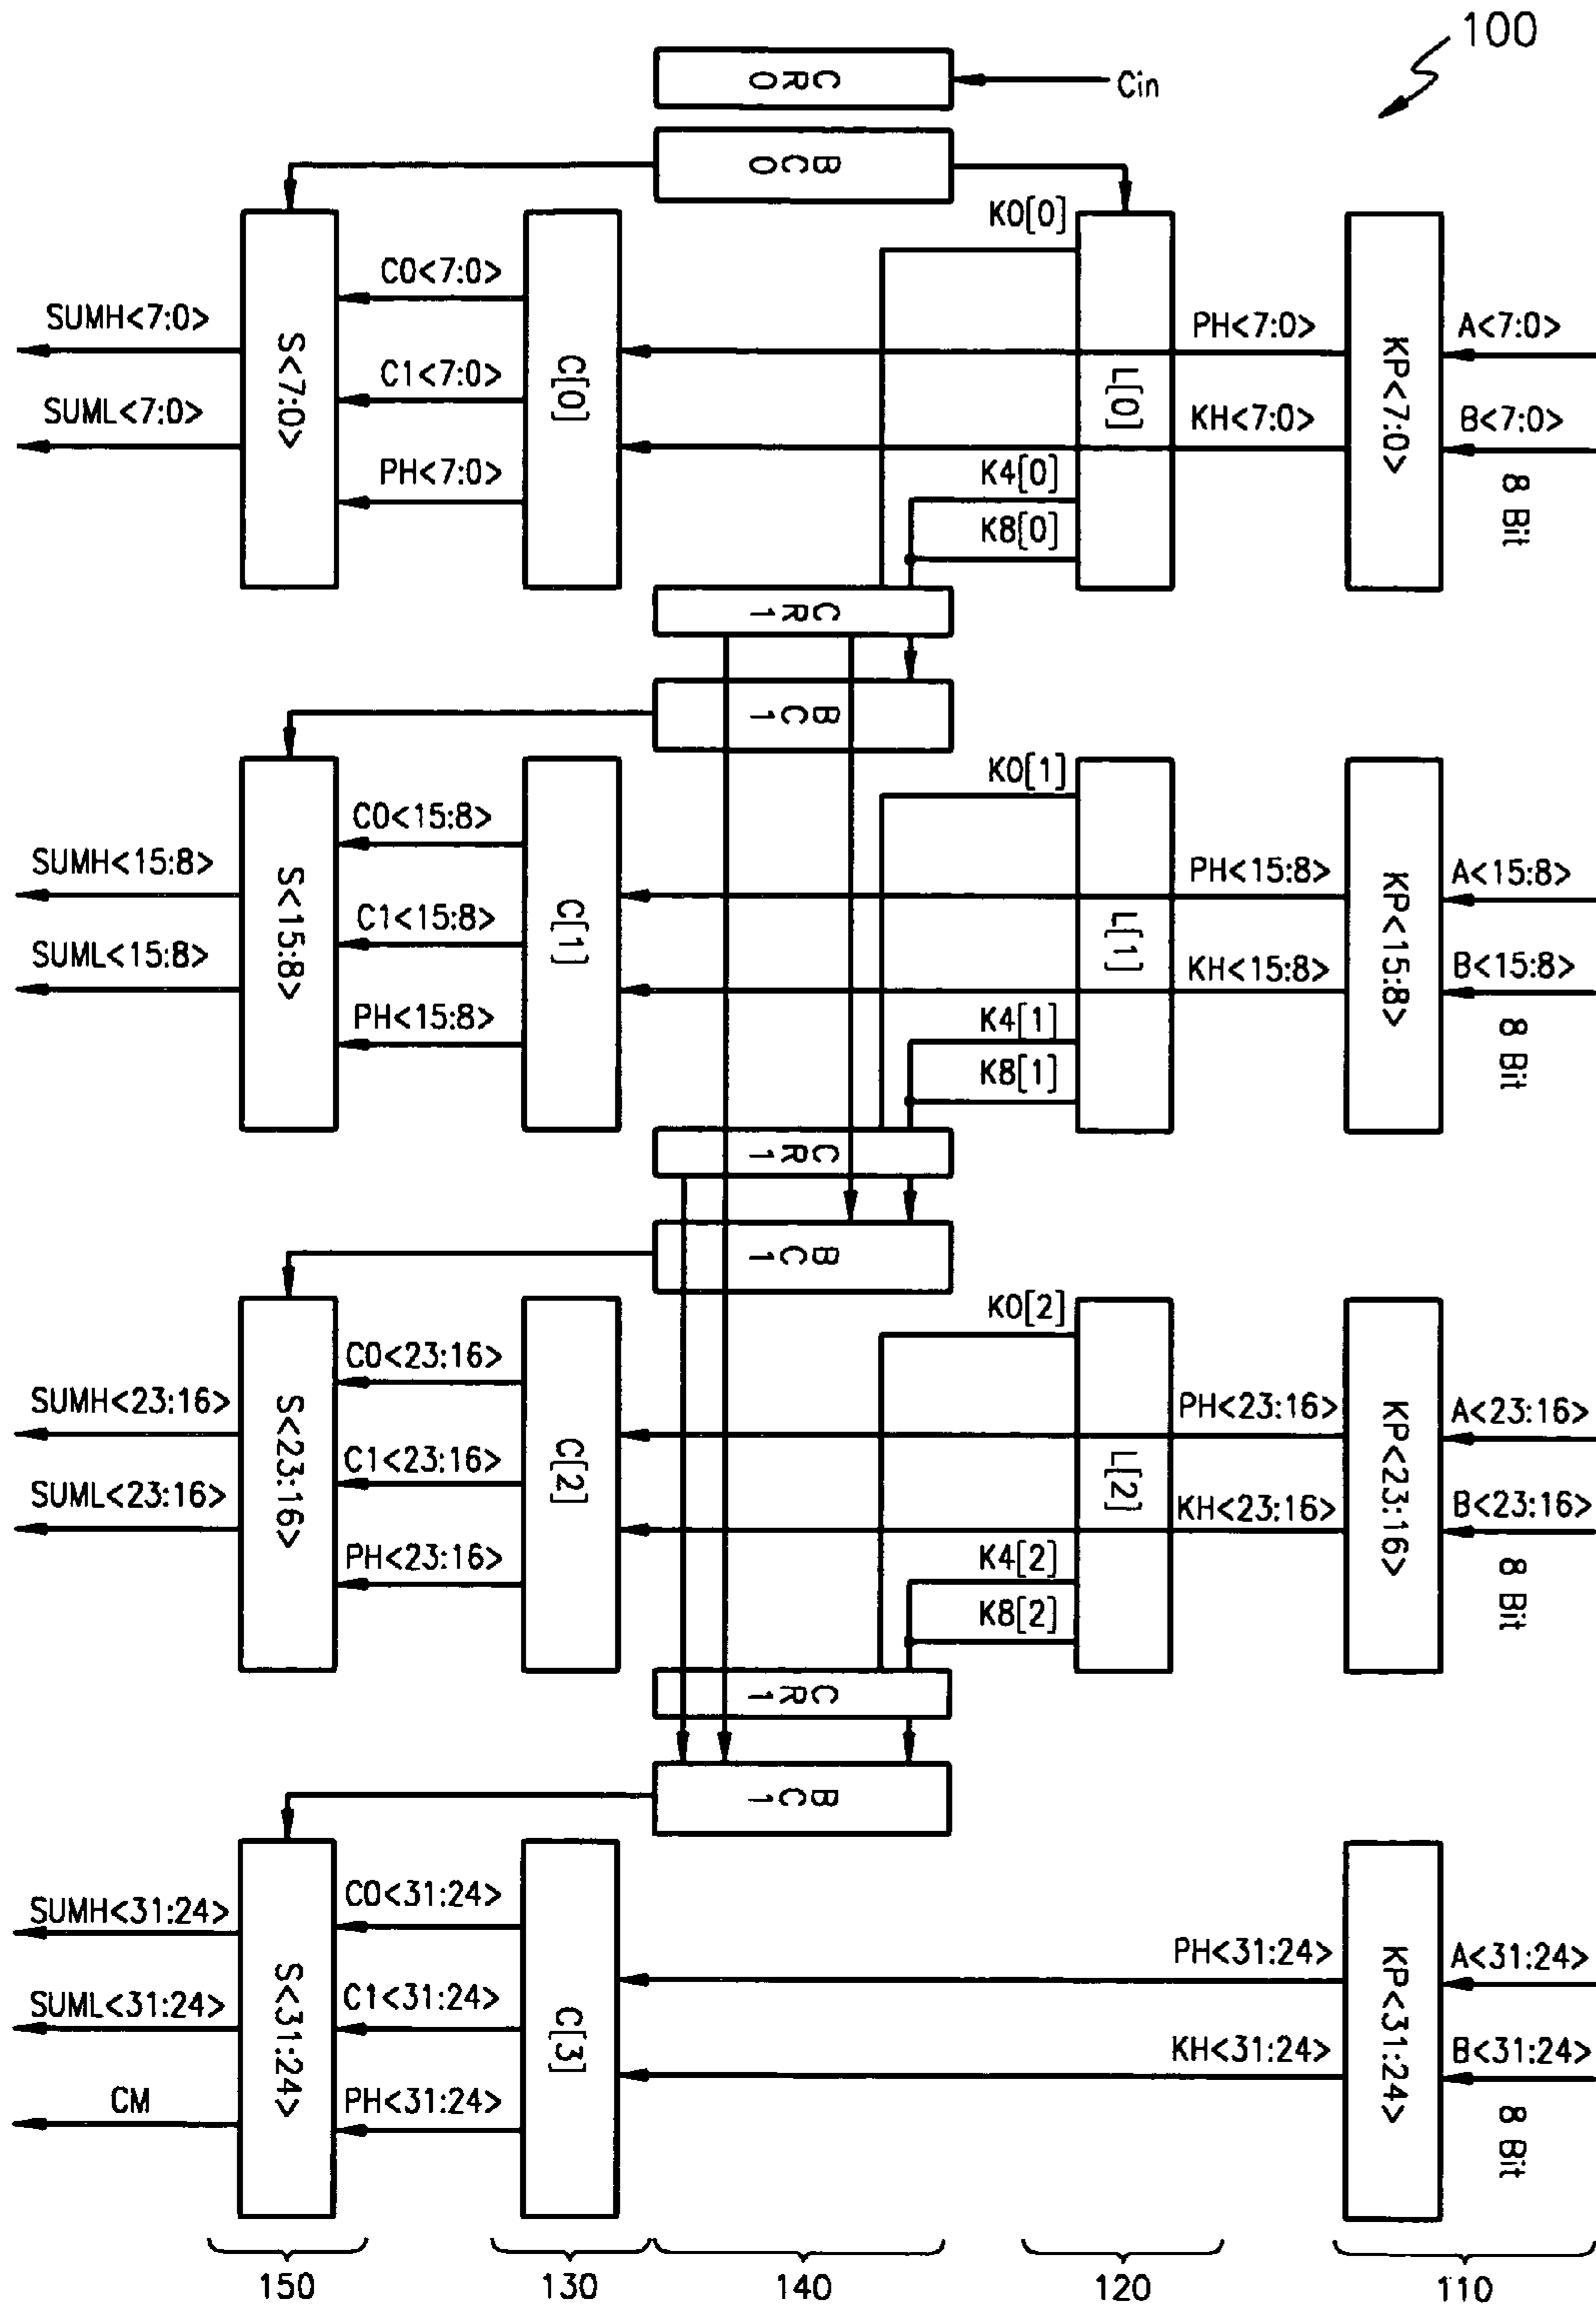 100
Cin
CR0
BC0
K0[0]
C0<7:0>
SUMH<7:0>
PH<7:0>
A<7:0>
S<7:0>
C1<7:0>
C[0]
L[0]
KP<7:0>
SUML<7:0>
KH<7:0>
B<7:0>
PH<7:0>
K4[0]
K8[0]
8 Bit
CR1
BC1
K0[1]
C0<15:8>
SUMH<15:8>
PH<15:8>
A<15:8>
S<15:8>
C1<15:8>
C[1]
L[1]
KP<15:8>
SUML<15:8>
KH<15:8>
B<15:8>
PH<15:8>
K4[1]
K8[1]
8 Bit
CR1
BC1
K0[2]
C0<23:16>
SUMH<23:16>
PH<23:16>
A<23:16>
S<23:16>
C1<23:16>
C[2]
L[2]
KP<23:16>
SUML<23:16>
KH<23:16>
B<23:16>
PH<23:16>
K4[2]
K8[2]
8 Bit
CR1
BC1
C0<31:24>
SUMH<31:24>
PH<31:24>
A<31:24>
S<31:24>
C1<31:24>
C[3]
KP<31:24>
SUML<31:24>
KH<31:24>
B<31:24>
CM
PH<31:24>
8 Bit
150
130
140
120
110